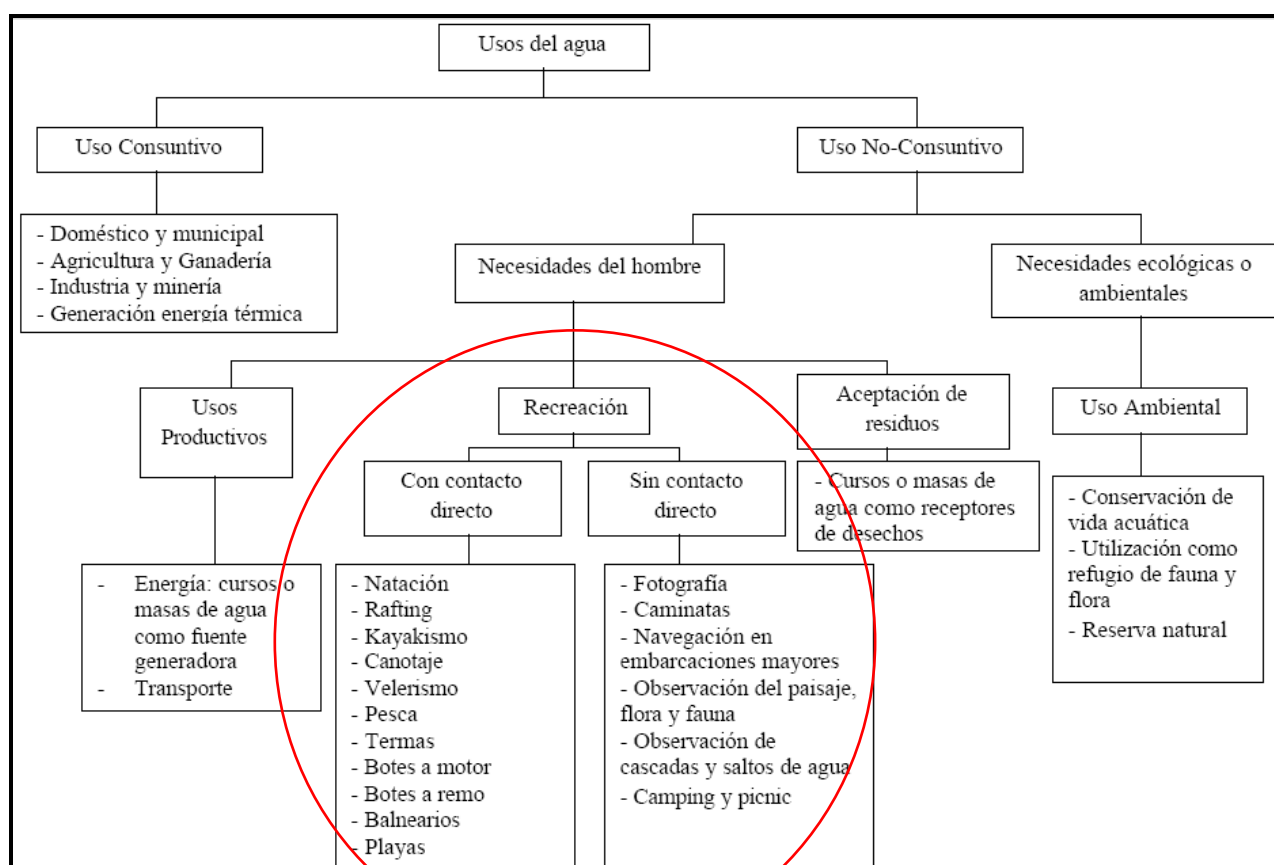 Usos del agua
Uso Consuntivo
Uso No-Consuntivo
- Doméstico y municipal
- Agricultura y Ganadería
- Industria y minería
- Generación energía térmica
Necesidades del hombre
Necesidades ecológicas o
ambientales
Usos
Productivos
Recreación
Aceptación de
residuos
Uso Ambiental
Con contacto
directo
Sin contacto
directo
- Cursos o masas de
agua como receptores
de desechos
- Conservación de
vida acuática
- Utilización como
refugio de fauna y
flora
- Reserva natural
- Energía: cursos o
masas de agua
como fuente
generadora
- Transporte
- Natación
- Rafting
- Kayakismo
- Canotaje
- Velerismo
- Pesca
- Termas
- Botes a motor
- Botes a remo
- Balnearios
- Playas
- Fotografía
- Caminatas
- Navegación en
embarcaciones mayores
- Observación del paisaje,
flora y fauna
- Observación de
cascadas y saltos de agua
- Camping y picnic